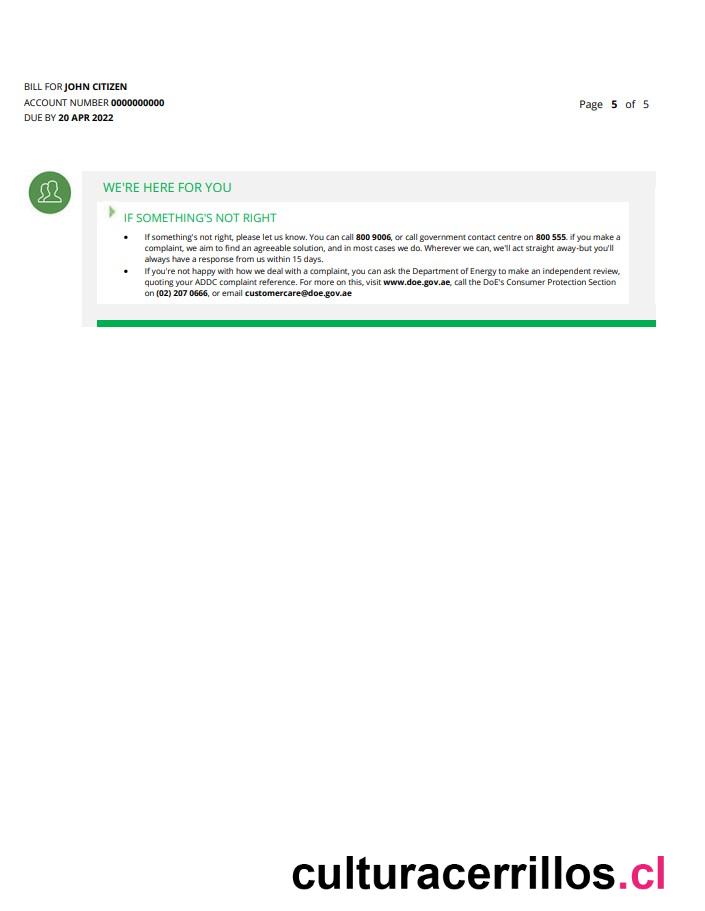 BILL FOR JOHN CITIZEN
ACCOUNT NUMBER 0000000000
DUE BY 20 APR 2022
Page 5 of 5
WE'RE HERE FOR YOU
IF SOMETHING'S NOT RIGHT
• If something's not right, please let us know. You can call 800 9006, or call government contact centre on 800 555. if you make a
complaint, we aim to find an agreeable solution, and in most cases we do. Wherever we can, we'll act straight away-but you'll
always have a response from us within 15 days.
• If you're not happy with how we deal with a complaint, you can ask the Department of Energy to make an independent review,
quoting your ADDC complaint reference. For more on this, visit www.doe.gov.ae, call the DoE's Consumer Protection Section
on (02) 207 0666, or email customercare@doe.gov.ae
culturacerrillos.cl